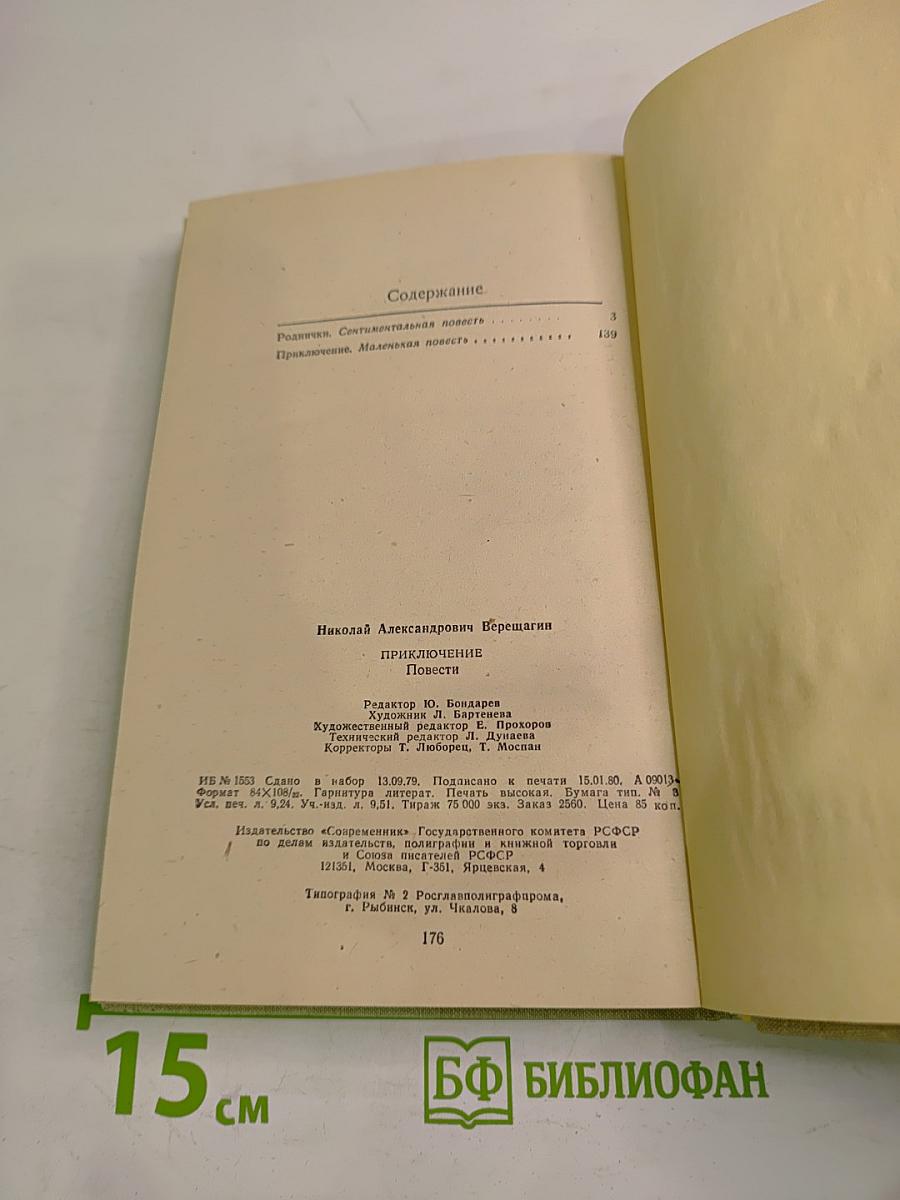 Содержание
Роднички. Сентиментальная повесть . . . . . . . . 3
Приключение. Маленькая повесть . . . . . . . . . . . 139
Николай Александрович Верещагин
ПРИКЛЮЧЕНИЕ
Повести
Редактор Ю. Бондарев
Художник Л. Бартенева
Художественный редактор Е. Прохоров
Технический редактор Л. Дунаева
Корректоры Т. Люборец, Т. Моспан
ИБ № 1553 Сдано в набор 13.09.79. Подписано к печати 15.01.80. А 09013
Формат 84×108/32. Гарнитура литерат. Печать высокая. Бумага тип. № 3
Усл. печ. л. 9,24. Уч.-изд. л. 9,51. Тираж 75 000 экз. Заказ 2560. Цена 85 коп.
Издательство «Современник» Государственного комитета РСФСР
по делам издательств, полиграфии и книжной торговли
и Союза писателей РСФСР
121351, Москва, Г-351, Ярцевская, 4
Типография № 2 Росглавполиграфпрома,
г. Рыбинск, ул. Чкалова, 8
176
15 см
БФ БИБЛИОФАН